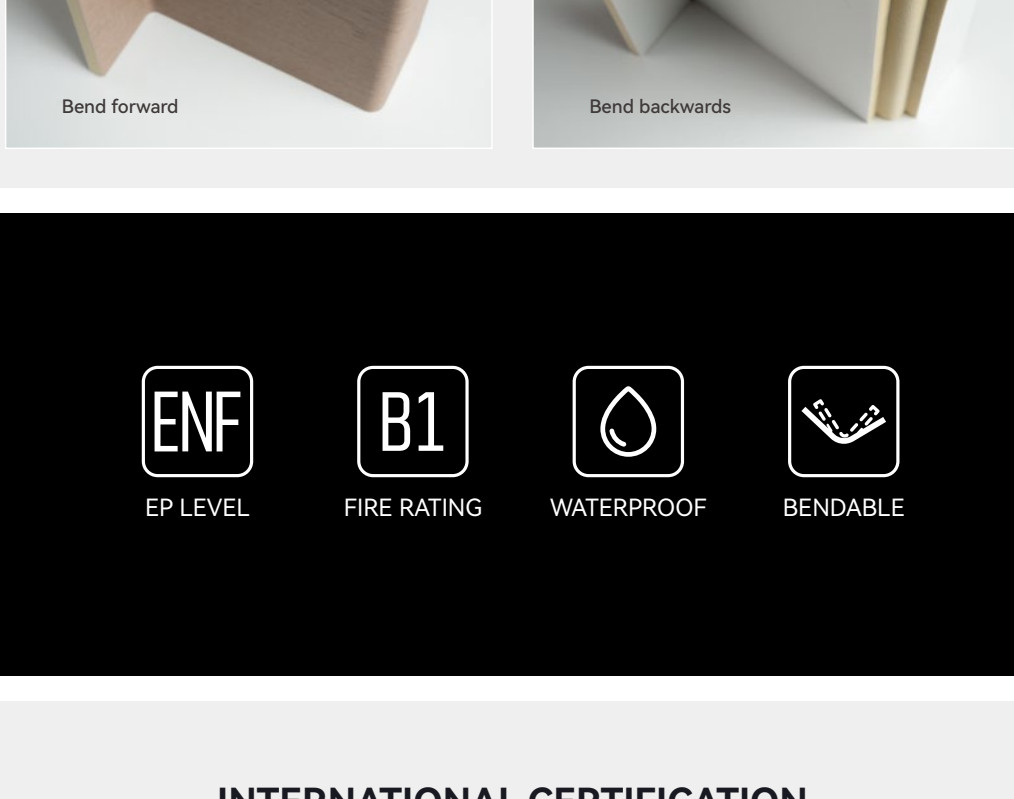 Bend forward
Bend backwards
ENF
B1
EP LEVEL
FIRE RATING
WATERPROOF
BENDABLE
INTERNATIONAL CERTIFICATION